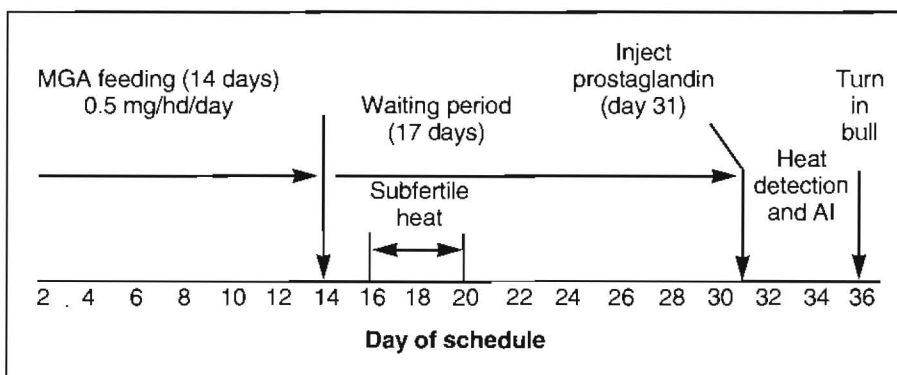 MGA feeding (14 days)
0.5 mg/hd/day
Waiting period
(17 days)
Subfertile
heat
Inject
prostaglandin
(day 31)
Heat
detection
and AI
Turn
in
bull
2 4 6 8 10 12 14 16 18 20 22 24 26 28 30 32 34 36
Day of schedule